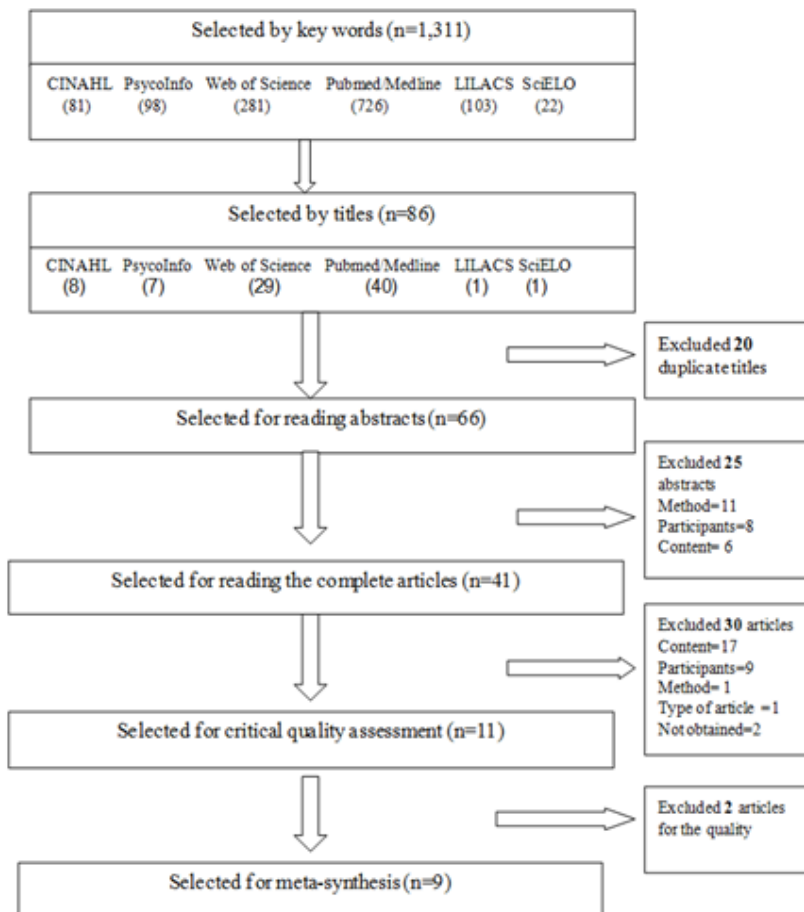 Selected by key words (n=1,311)
CINAHL PsycoInfo Web of Science Pubmed/Medline LILACS SciELO
(81) (98) (281) (726) (103) (22)
Selected by titles (n=86)
CINAHL PsycoInfo Web of Science Pubmed/Medline LILACS SciELO
(8) (7) (29) (40) (1) (1)
Excluded 20
duplicate titles
Selected for reading abstracts (n=66)
Excluded 25
abstracts
Method=11
Participants=8
Content= 6
Selected for reading the complete articles (n=41)
Excluded 30 articles
Content=17
Participants=9
Method= 1
Type of article =1
Not obtained=2
Selected for critical quality assessment (n=11)
Excluded 2 articles
for the quality
Selected for meta-synthesis (n=9)